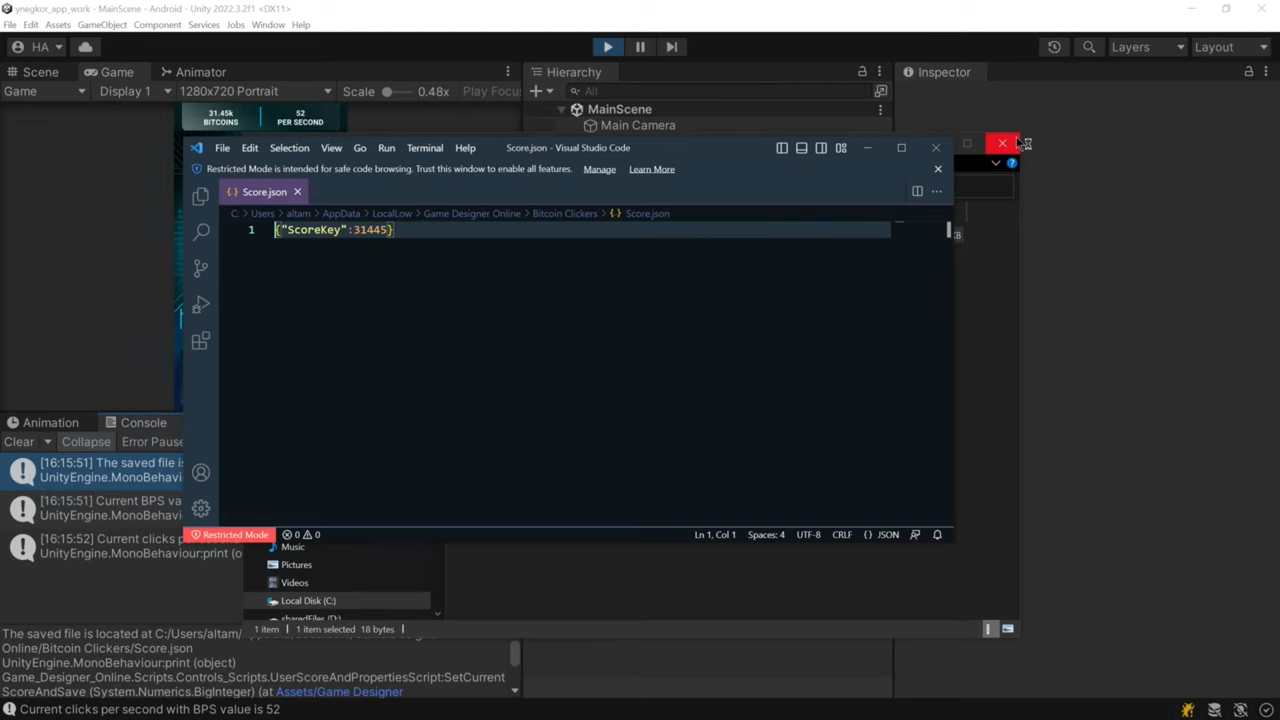 ynegkor_app_work - MainScene - Android - Unity 2022.3.2f1 <DX11>
File Edit Assets GameObject Component Services Jobs Window Help
HA
Layers
Layout
Scene Game Animator
Hierarchy
Inspector
Game Display 1 1280x720 Portrait Scale 0.48x Play Focus
All
31.45k
BITCOINS
52
PER SECOND
MainScene
Main Camera
File Edit Selection View Go Run Terminal Help
Score.json - Visual Studio Code
Restricted Mode is intended for safe code browsing. Trust this window to enable all features. Manage Learn More
{} Score.json
C: > Users > altam > AppData > LocalLow > Game Designer Online > Bitcoin Clickers > {} Score.json
1 {"ScoreKey":31445}
Restricted Mode 0 0
Ln 1, Col 1 Spaces: 4 UTF-8 CRLF {} JSON
Animation Console
Clear Collapse Error Pause
[16:15:51] The saved file is
UnityEngine.MonoBehavi
[16:15:51] Current BPS va
UnityEngine.MonoBehavi
[16:15:52] Current clicks pe
UnityEngine.MonoBehaviour:print (o
Music
Pictures
Videos
Local Disk (C:)
sharedFiles (D:)
1 item 1 item selected 18 bytes
The saved file is located at C:/Users/altam/
Online/Bitcoin Clickers/Score.json
UnityEngine.MonoBehaviour:print (object)
Game_Designer_Online.Scripts.Controls_Scripts.UserScoreAndPropertiesScript:SetCurrent
ScoreAndSave (System.Numerics.BigInteger) (at Assets/Game Designer
Current clicks per second with BPS value is 52